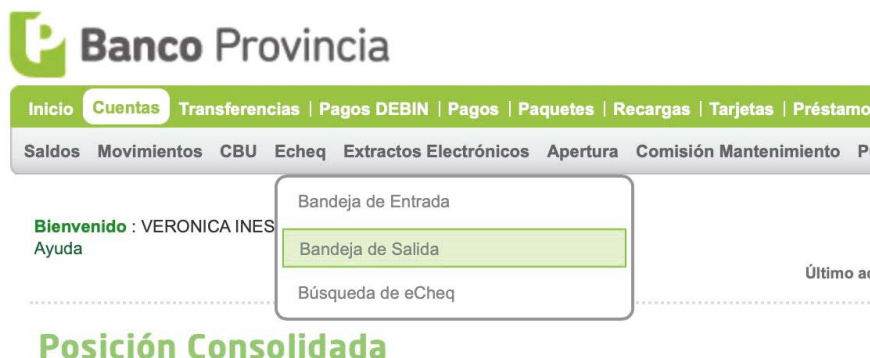 Banco Provincia
Inicio Cuentas Transferencias | Pagos DEBIN | Pagos | Paquetes | Recargas | Tarjetas | Préstamo
Saldos Movimientos CBU Echeq Extractos Electrónicos Apertura Comisión Mantenimiento
Bandeja de Entrada
Bienvenido : VERONICA INES
Ayuda
Bandeja de Salida
Último
Búsqueda de eCheq
Posición Consolidada